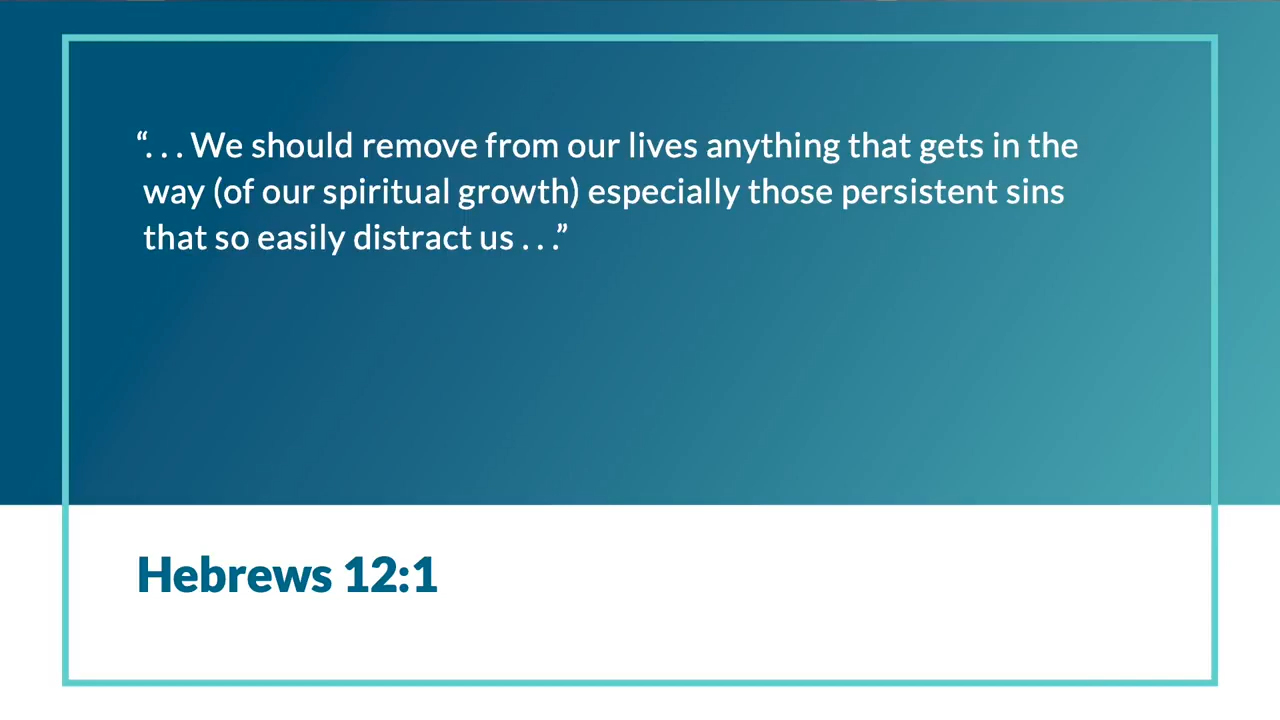 “. . . We should remove from our lives anything that gets in the
way (of our spiritual growth) especially those persistent sins
that so easily distract us . . .”
Hebrews 12:1